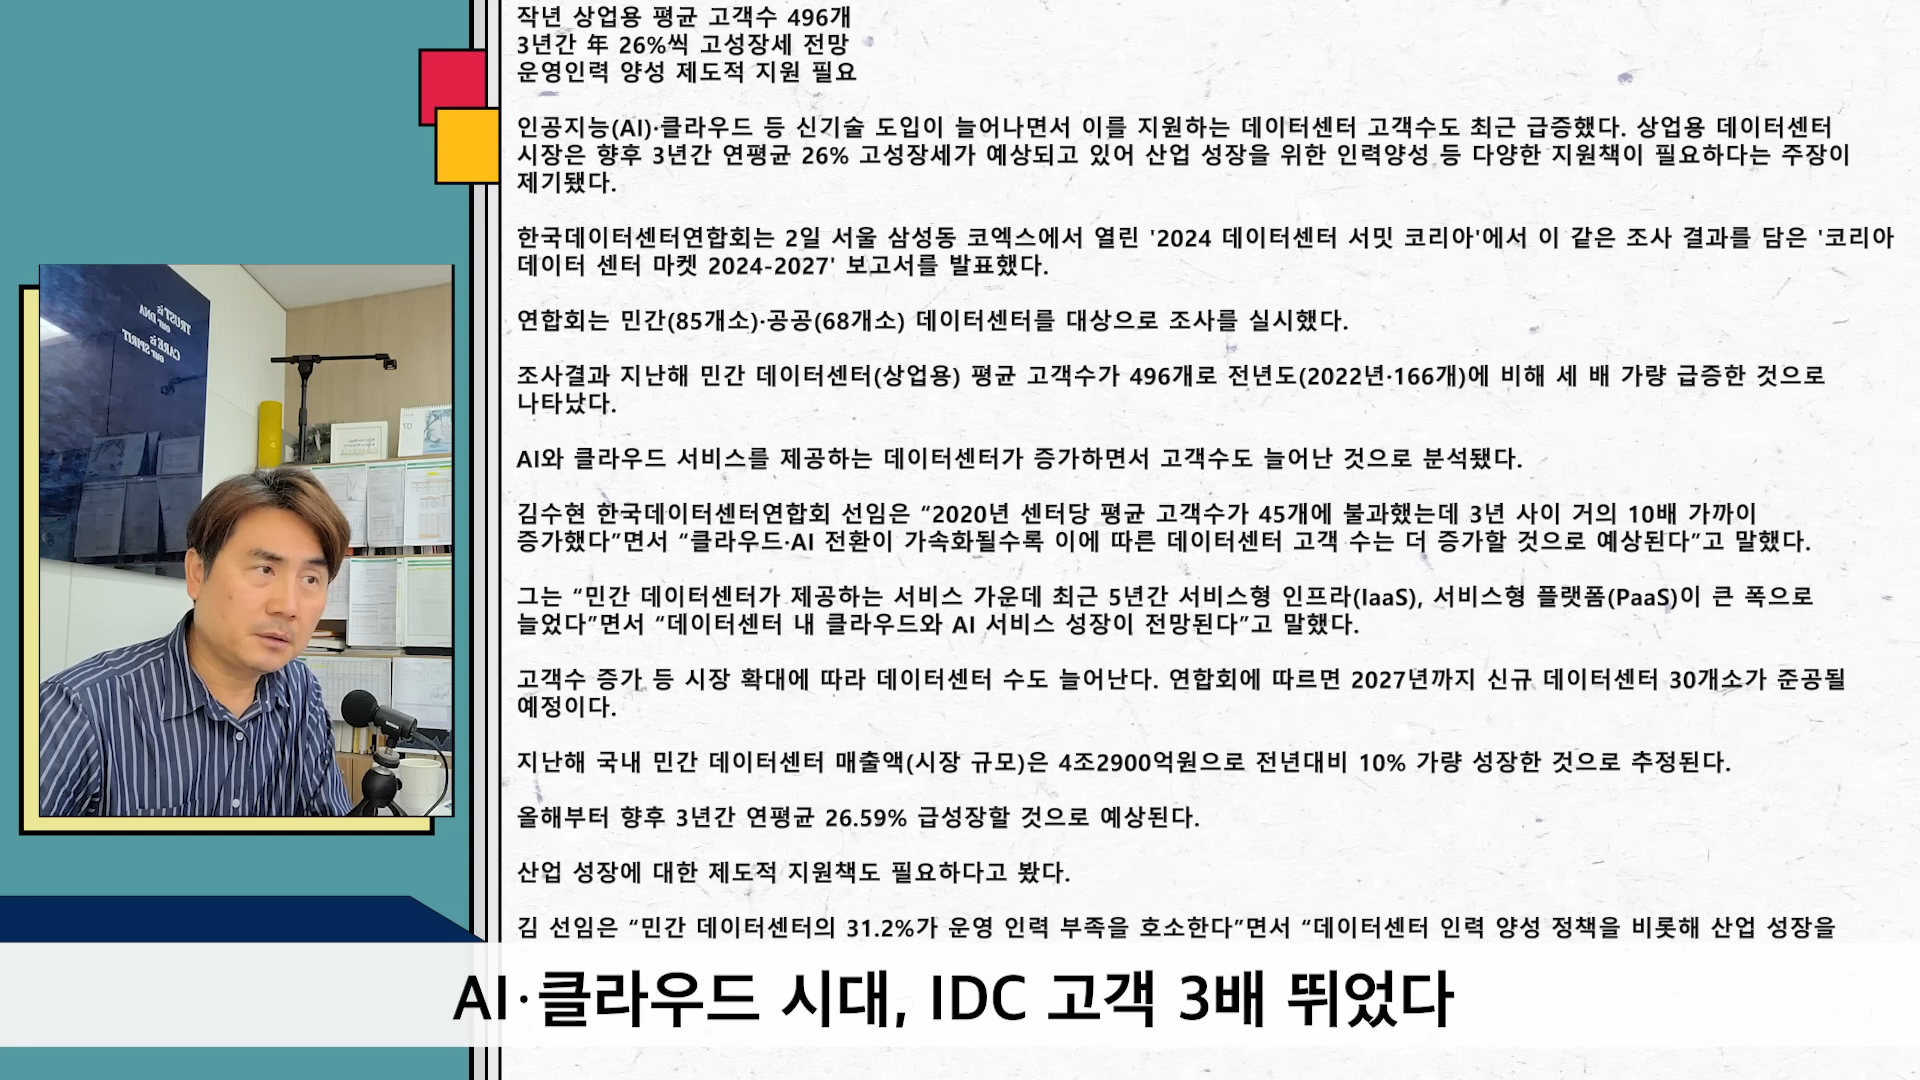 작년 상업용 평균 고객수 496개
3년간 年 26%씩 고성장세 전망
운영인력 양성 제도적 지원 필요
인공지능(AI)·클라우드 등 신기술 도입이 늘어나면서 이를 지원하는 데이터센터 고객수도 최근 급증했다. 상업용 데이터센터
시장은 향후 3년간 연평균 26% 고성장세가 예상되고 있어 산업 성장을 위한 인력양성 등 다양한 지원책이 필요하다는 주장이
제기됐다.
한국데이터센터연합회는 2일 서울 삼성동 코엑스에서 열린 '2024 데이터센터 서밋 코리아'에서 이 같은 조사 결과를 담은 '코리아
데이터 센터 마켓 2024-2027' 보고서를 발표했다.
연합회는 민간(85개소)·공공(68개소) 데이터센터를 대상으로 조사를 실시했다.
조사결과 지난해 민간 데이터센터(상업용) 평균 고객수가 496개로 전년도(2022년·166개)에 비해 세 배 가량 급증한 것으로
나타났다.
AI와 클라우드 서비스를 제공하는 데이터센터가 증가하면서 고객수도 늘어난 것으로 분석됐다.
김수현 한국데이터센터연합회 선임은 “2020년 센터당 평균 고객수가 45개에 불과했는데 3년 사이 거의 10배 가까이
증가했다”면서 “클라우드·AI 전환이 가속화될수록 이에 따른 데이터센터 고객 수는 더 증가할 것으로 예상된다”고 말했다.
그는 “민간 데이터센터가 제공하는 서비스 가운데 최근 5년간 서비스형 인프라(IaaS), 서비스형 플랫폼(PaaS)이 큰 폭으로
늘었다”면서 “데이터센터 내 클라우드와 AI 서비스 성장이 전망된다”고 말했다.
고객수 증가 등 시장 확대에 따라 데이터센터 수도 늘어난다. 연합회에 따르면 2027년까지 신규 데이터센터 30개소가 준공될
예정이다.
지난해 국내 민간 데이터센터 매출액(시장 규모)은 4조2900억원으로 전년대비 10% 가량 성장한 것으로 추정된다.
올해부터 향후 3년간 연평균 26.59% 급성장할 것으로 예상된다.
산업 성장에 대한 제도적 지원책도 필요하다고 봤다.
김 선임은 “민간 데이터센터의 31.2%가 운영 인력 부족을 호소한다”면서 “데이터센터 인력 양성 정책을 비롯해 산업 성장을
TRUST is
our DNA
CARE is
our SPIRIT
AI·클라우드 시대, IDC 고객 3배 뛰었다